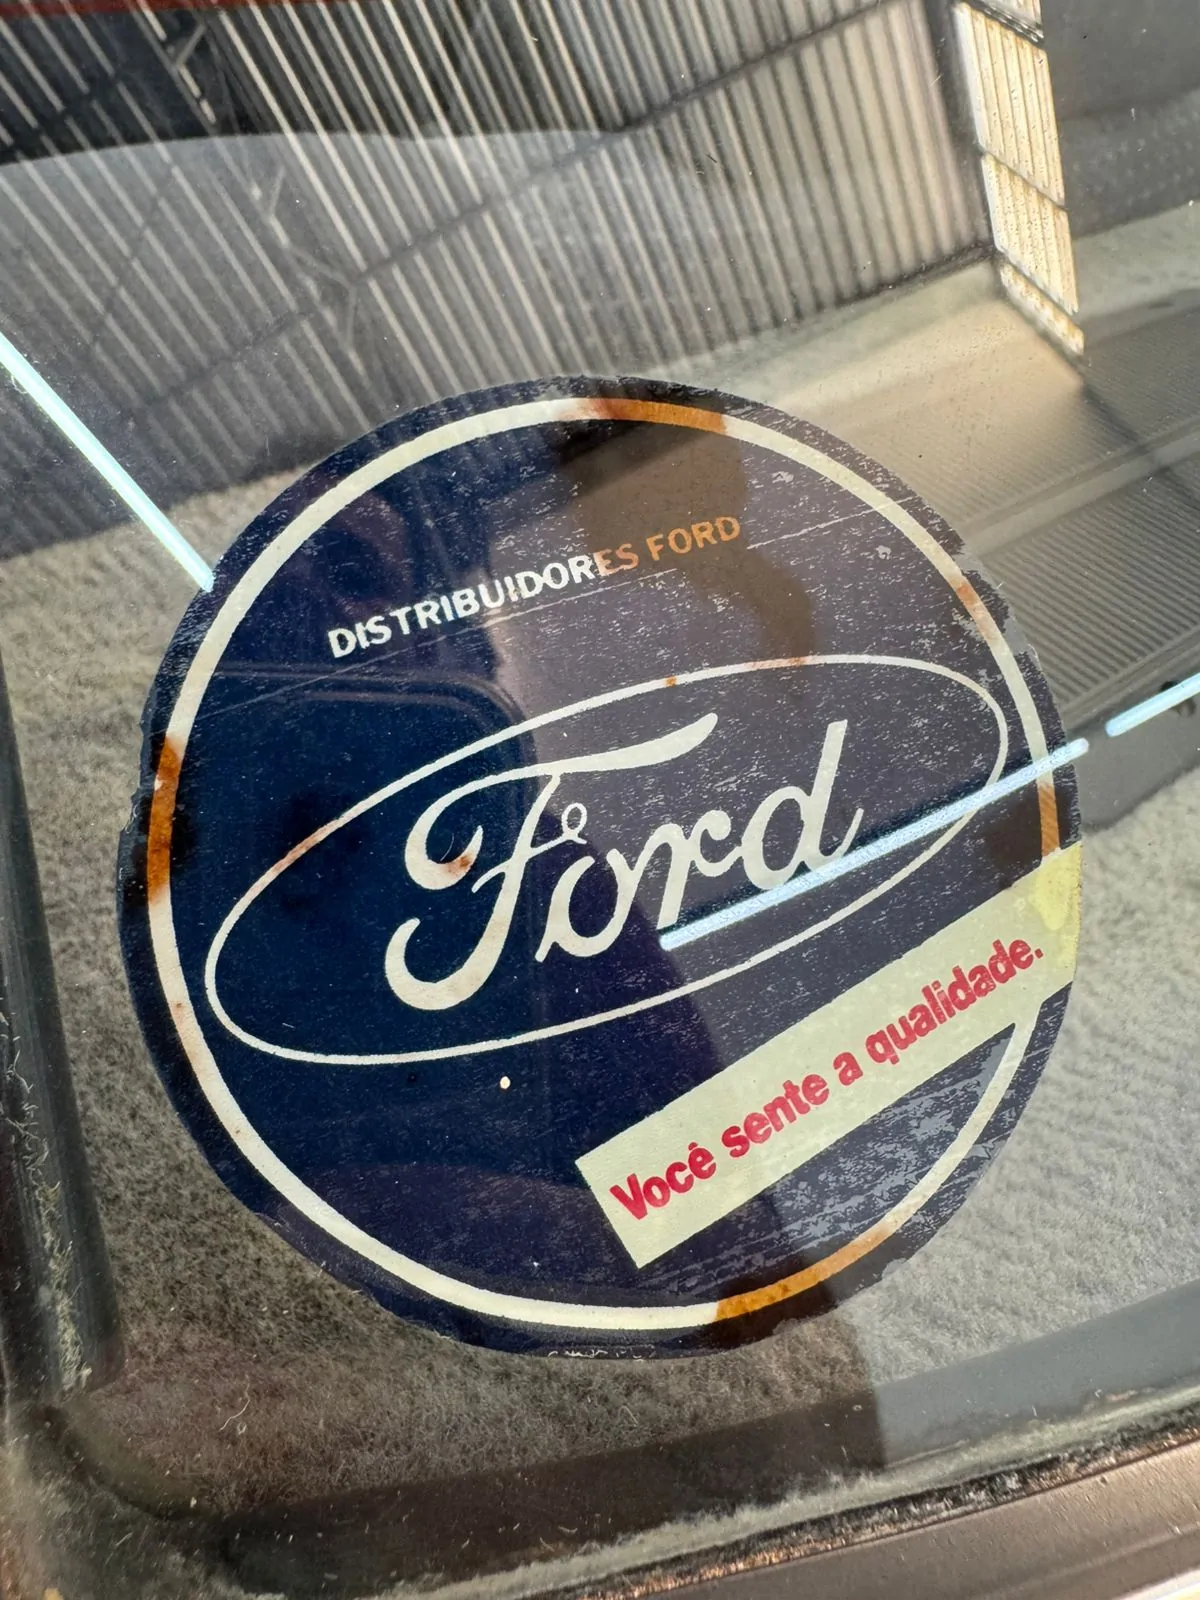 DISTRIBUIDORES FORD
Ford
Você sente a qualidade.